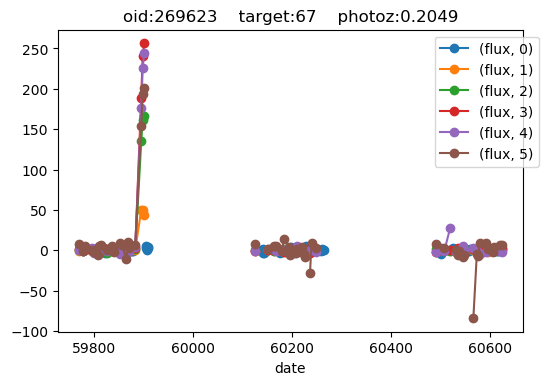 oid:269623    target:67    photoz:0.2049
(flux, 0)
(flux, 1)
(flux, 2)
(flux, 3)
(flux, 4)
(flux, 5)
250
200
150
100
50
0
−50
−100
59800 60000 60200 60400 60600
date